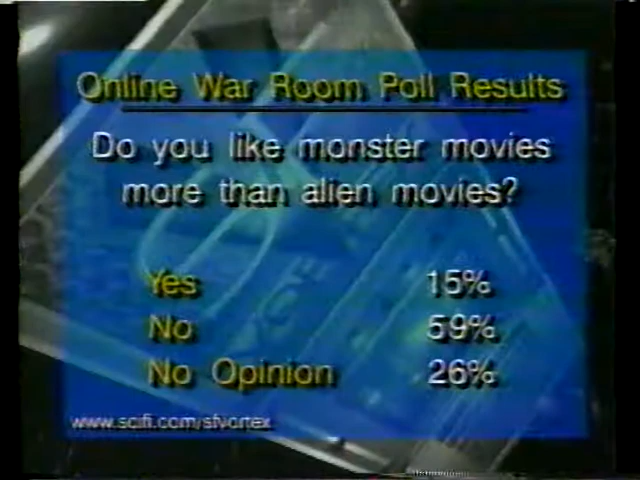 Online War Room Poll Results
Do you like monster movies
more than alien movies?
Yes 15%
No 59%
No Opinion 26%
www.scifi.com/sfvortex